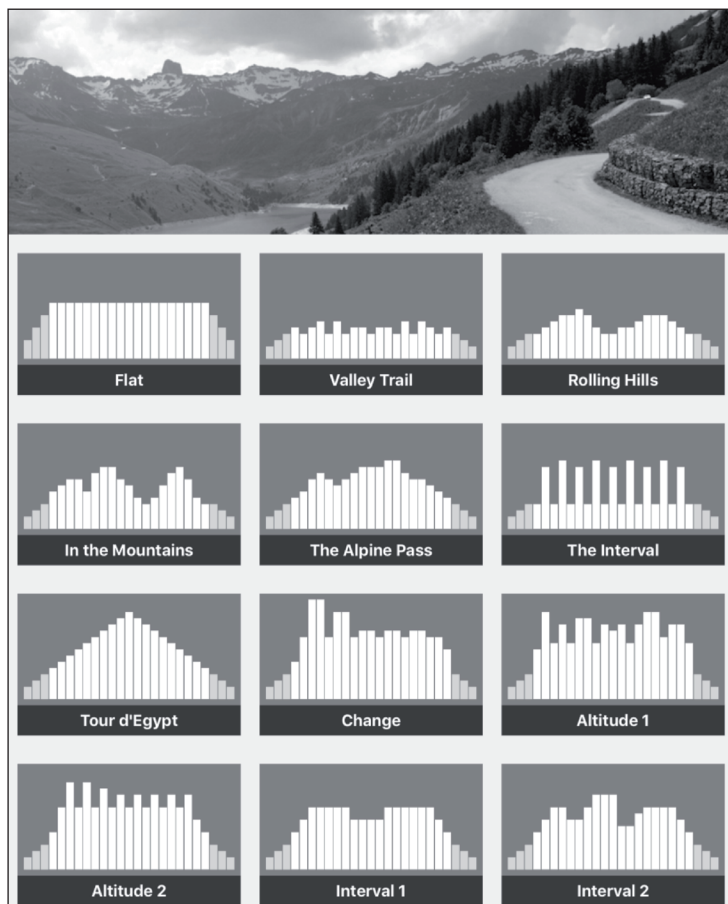 Flat
Valley Trail
Rolling Hills
In the Mountains
The Alpine Pass
The Interval
Tour d'Egypt
Change
Altitude 1
Altitude 2
Interval 1
Interval 2